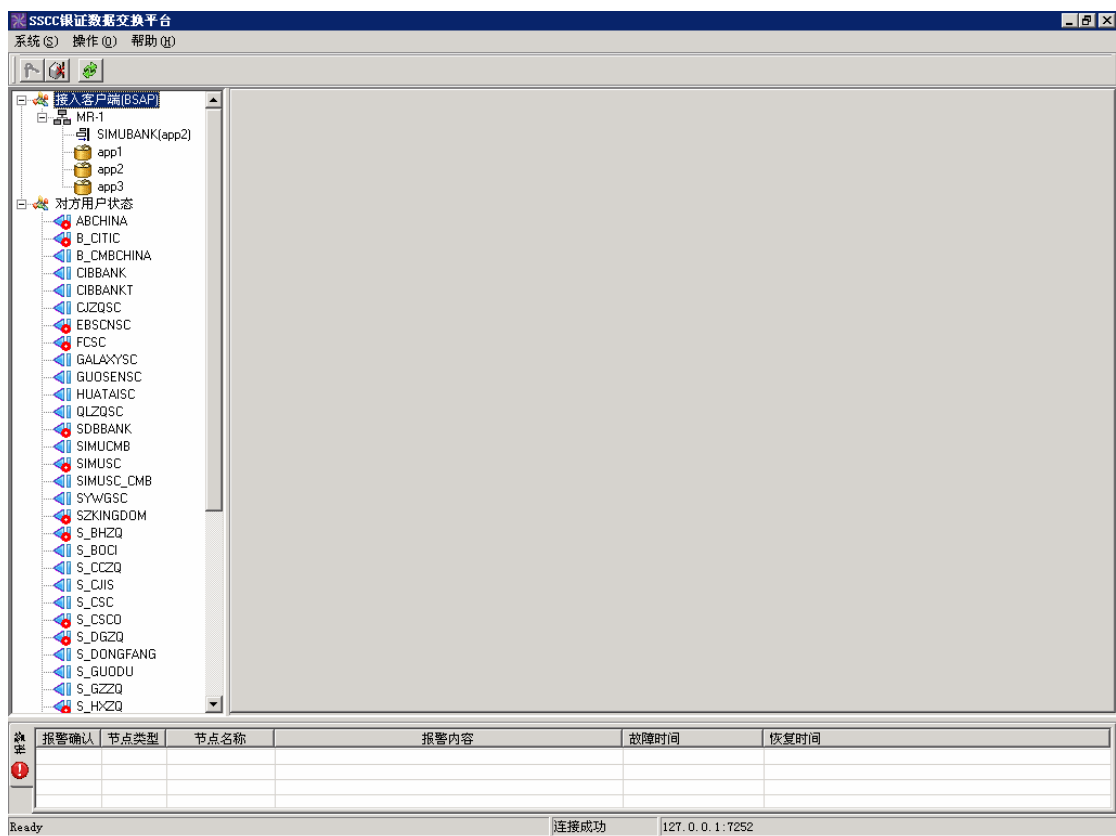 SSCC银证数据交换平台
系统(S) 操作(O) 帮助(H)
接入客户端(BSAP)
MR-1
SIMUBANK(app2)
app1
app2
app3
对方用户状态
ABCHINA
B_CITIC
B_CMBCHINA
CIBBANK
CIBBANKT
CJZQSC
EBSCNSC
FCSC
GALAXYSC
GUOSENSC
HUATAISC
QLZQSC
SDBBANK
SIMUCMB
SIMUSC
SIMUSC_CMB
SYWGSC
SZKINGDOM
S_BHZQ
S_BOCI
S_CCZQ
S_CJIS
S_CSC
S_CSCO
S_DGZQ
S_DONGFANG
S_GUODU
S_GZZQ
S_HXZQ
报警确认 节点类型 节点名称 报警内容 故障时间 恢复时间
Ready 连接成功 127.0.0.1:7252